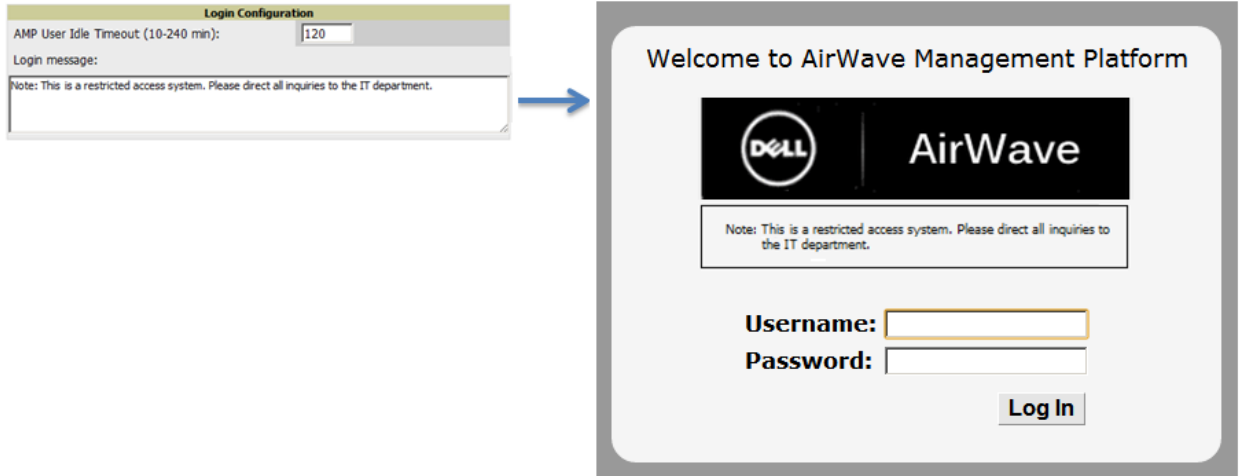 Login Configuration
AMP User Idle Timeout (10-240 min): 120
Login message:
Note: This is a restricted access system. Please direct all inquiries to the IT department.
Welcome to AirWave Management Platform
DELL AirWave
Note: This is a restricted access system. Please direct all inquiries to
the IT department.
Username:
Password:
Log In